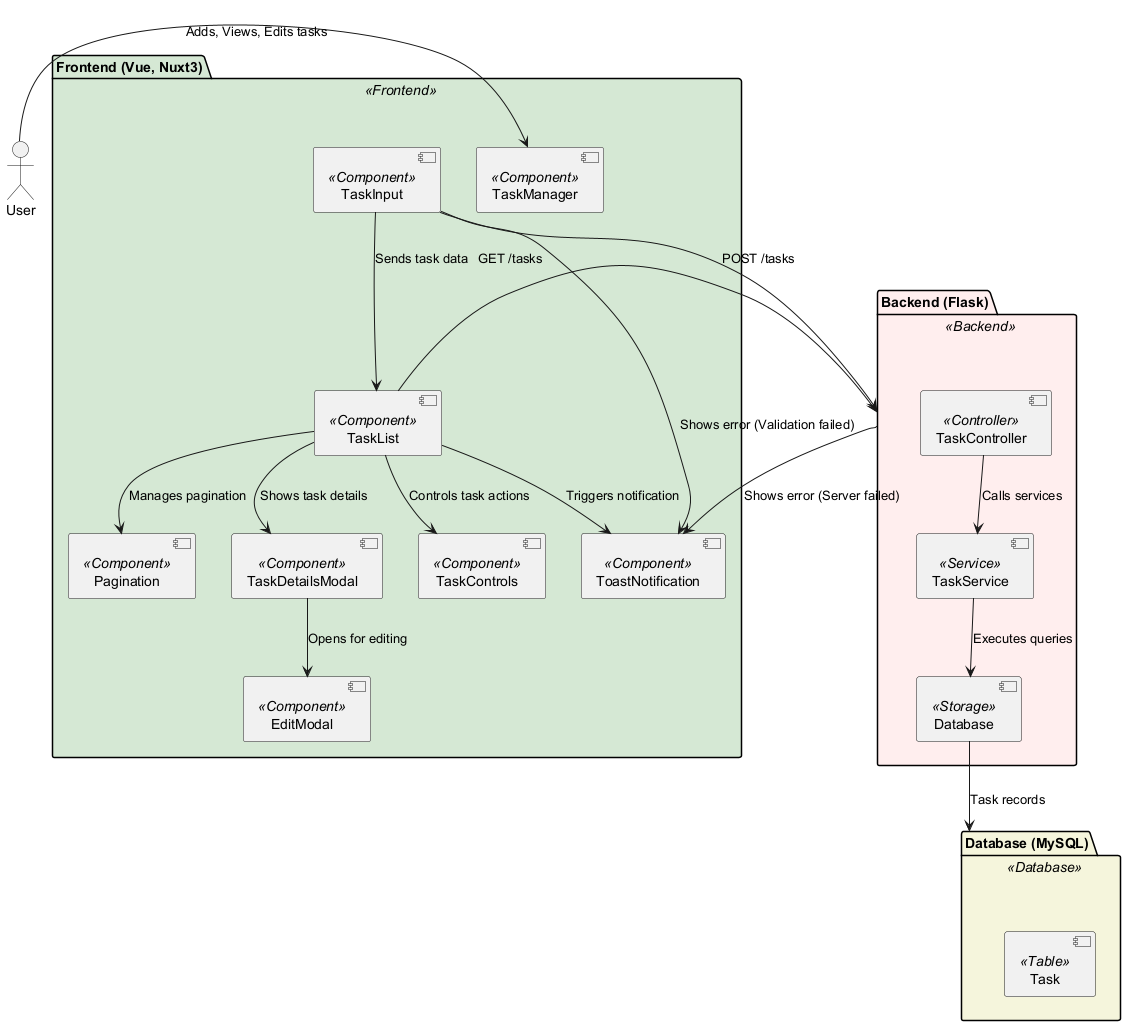 Adds, Views, Edits tasks
Frontend (Vue, Nuxt3)
«Frontend»
User
«Component»
TaskInput
«Component»
TaskManager
Sends task data
GET /tasks
POST /tasks
Backend (Flask)
«Backend»
«Component»
TaskList
Shows error (Validation failed)
«Controller»
TaskController
Manages pagination
Shows task details
Controls task actions
Triggers notification
Shows error (Server failed)
Calls services
«Component»
Pagination
«Component»
TaskDetailsModal
«Component»
TaskControls
«Component»
ToastNotification
«Service»
TaskService
Opens for editing
Executes queries
«Component»
EditModal
«Storage»
Database
Task records
Database (MySQL)
«Database»
«Table»
Task